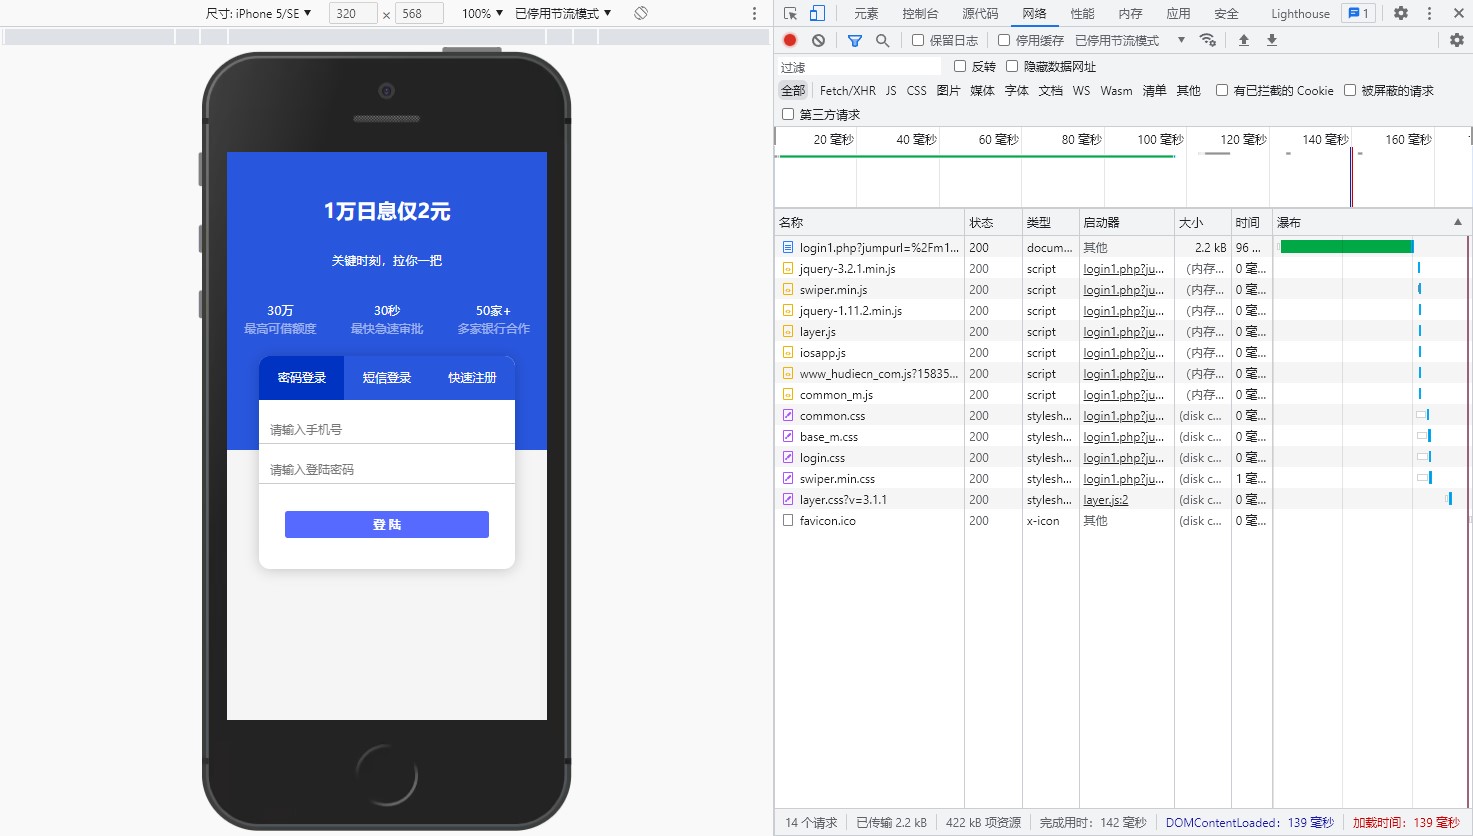 尺寸: iPhone 5/SE ▼ 320 × 568 100% ▼ 已停用节流模式 ▼
1万日息仅2元
关键时刻，拉你一把
30万 30秒 50家+
最高可借额度 最快急速审批 多家银行合作
密码登录 短信登录 快速注册
请输入手机号
请输入登陆密码
登 陆
元素 控制台 源代码 网络 性能 内存 应用 安全 Lighthouse 1
保留日志 停用缓存 已停用节流模式 ▼
过滤 反转 隐藏数据网址
全部 Fetch/XHR JS CSS 图片 媒体 字体 文档 WS Wasm 清单 其他 有已拦截的 Cookie 被屏蔽的请求
第三方请求
20 毫秒 40 毫秒 60 毫秒 80 毫秒 100 毫秒 120 毫秒 140 毫秒 160 毫秒
名称 状态 类型 启动器 大小 时间 瀑布
login1.php?jumpurl=%2Fm1... 200 docum... 其他 2.2 kB 96 ...
jquery-3.2.1.min.js 200 script login1.php?ju... (内存... 0 毫...
swiper.min.js 200 script login1.php?ju... (内存... 0 毫...
jquery-1.11.2.min.js 200 script login1.php?ju... (内存... 0 毫...
layer.js 200 script login1.php?ju... (内存... 0 毫...
iosapp.js 200 script login1.php?ju... (内存... 0 毫...
www_hudiecn_com.js?15835... 200 script login1.php?ju... (内存... 0 毫...
common_m.js 200 script login1.php?ju... (内存... 0 毫...
common.css 200 stylesh... login1.php?ju... (disk c... 0 毫...
base_m.css 200 stylesh... login1.php?ju... (disk c... 0 毫...
login.css 200 stylesh... login1.php?ju... (disk c... 0 毫...
swiper.min.css 200 stylesh... login1.php?ju... (disk c... 1 毫...
layer.css?v=3.1.1 200 stylesh... layer.js:2 (disk c... 0 毫...
favicon.ico 200 x-icon 其他 (disk c... 0 毫...
14 个请求 已传输 2.2 kB 422 kB 项资源 完成用时：142 毫秒 DOMContentLoaded：139 毫秒 加载时间：139 毫秒